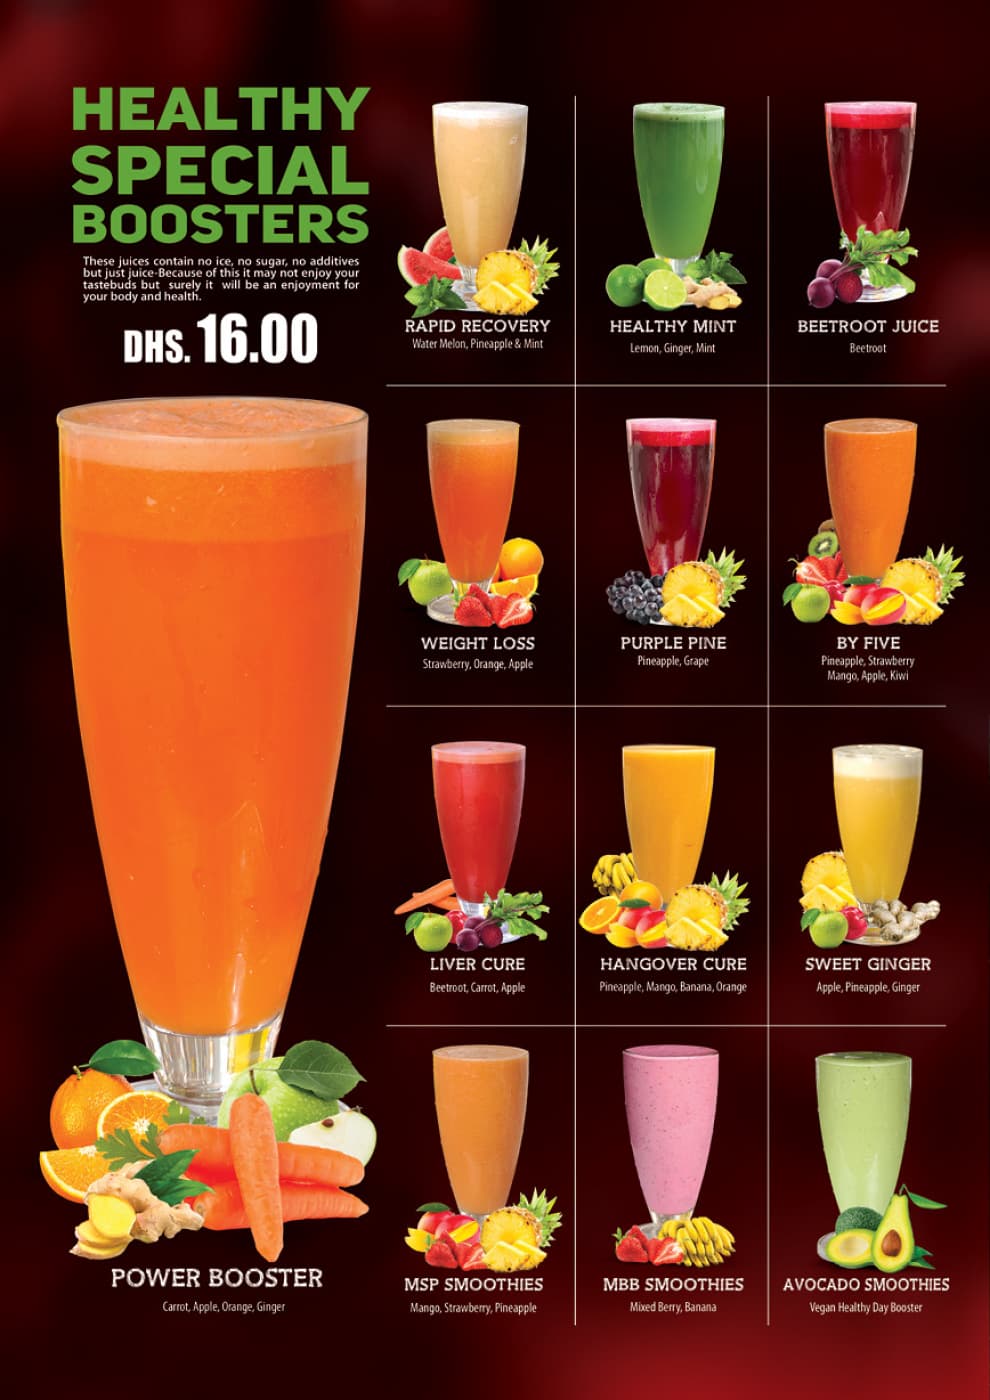 HEALTHY
SPECIAL
BOOSTERS
These juices contain no ice, no sugar, no additives
but just juice-Because of this it may not enjoy your
tastebuds but surely it will be an enjoyment for
your body and health.
DHS. 16.00
RAPID RECOVERY
Water Melon, Pineapple & Mint
HEALTHY MINT
Lemon, Ginger, Mint
BEETROOT JUICE
Beetroot
WEIGHT LOSS
Strawberry, Orange, Apple
PURPLE PINE
Pineapple, Grape
BY FIVE
Pineapple, Strawberry
Mango, Apple, Kiwi
LIVER CURE
Beetroot, Carrot, Apple
HANGOVER CURE
Pineapple, Mango, Banana, Orange
SWEET GINGER
Apple, Pineapple, Ginger
POWER BOOSTER
Carrot, Apple, Orange, Ginger
MSP SMOOTHIES
Mango, Strawberry, Pineapple
MBB SMOOTHIES
Mixed Berry, Banana
AVOCADO SMOOTHIES
Vegan Healthy Day Booster